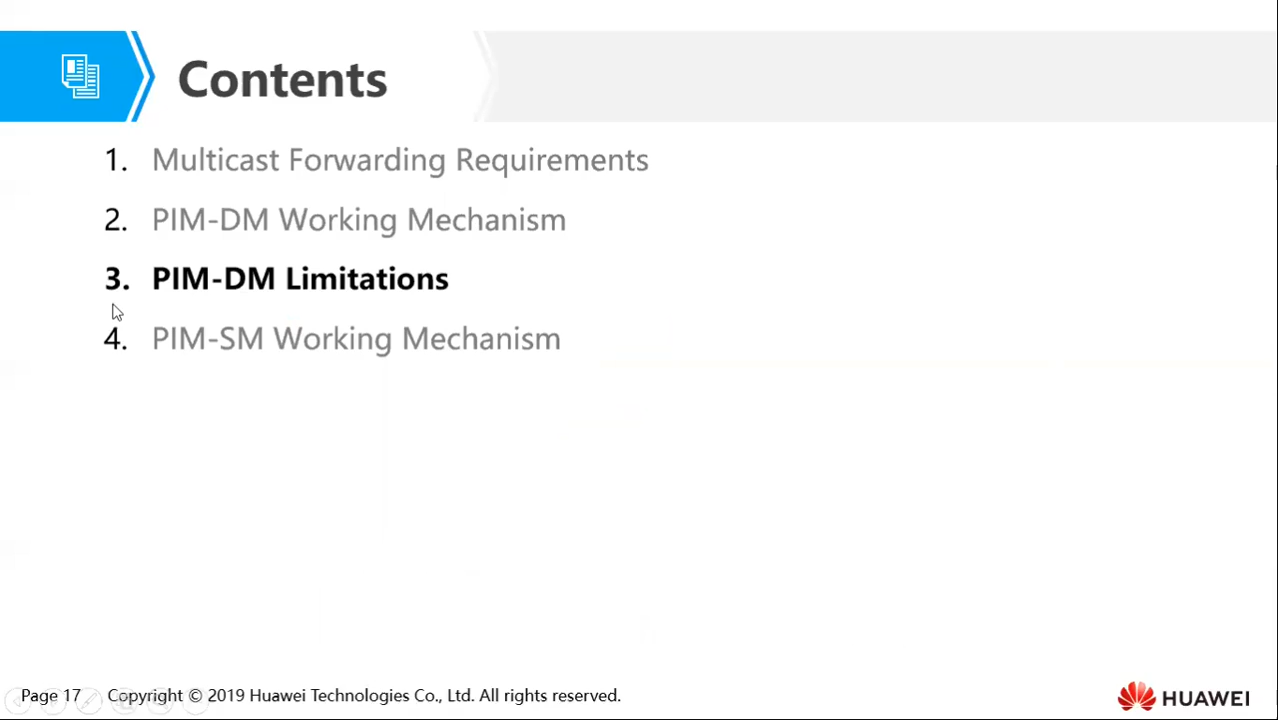 Contents
1. Multicast Forwarding Requirements
2. PIM-DM Working Mechanism
3. PIM-DM Limitations
4. PIM-SM Working Mechanism
Page 17 Copyright © 2019 Huawei Technologies Co., Ltd. All rights reserved.
HUAWEI